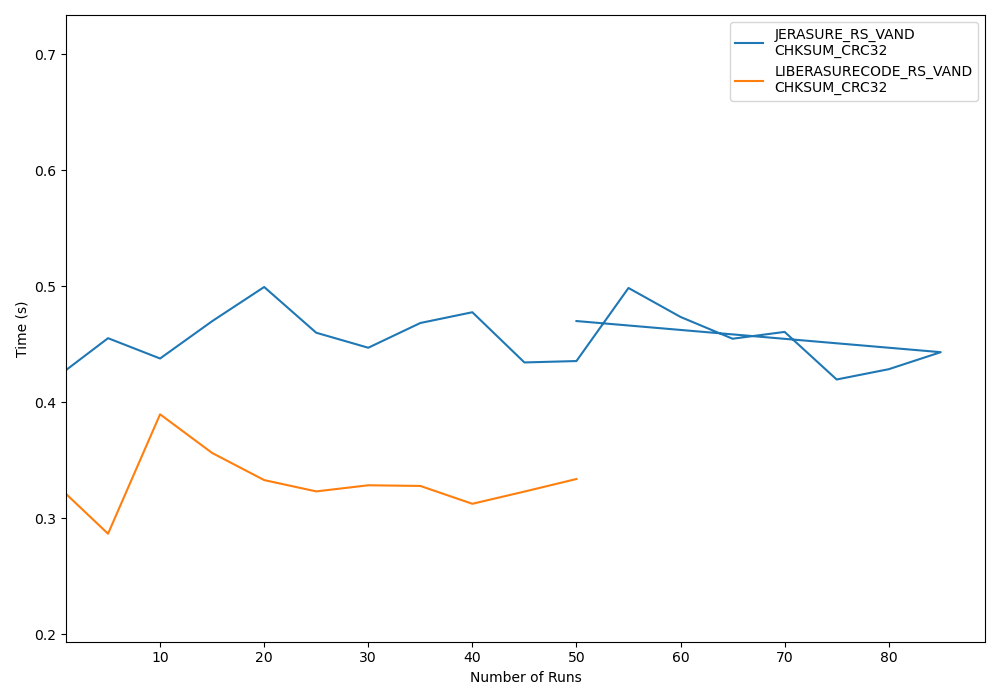 JERASURE_RS_VAND
CHKSUM_CRC32
LIBERASURECODE_RS_VAND
CHKSUM_CRC32
0.7
0.6
0.5
0.4
0.3
0.2
Time (s)
10 20 30 40 50 60 70 80
Number of Runs